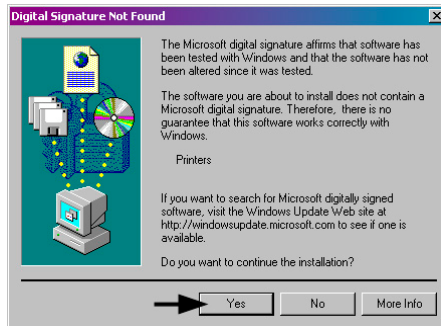 Digital Signature Not Found
The Microsoft digital signature affirms that software has
been tested with Windows and that the software has not
been altered since it was tested.
The software you are about to install does not contain a
Microsoft digital signature. Therefore, there is no
guarantee that this software works correctly with
Windows.
Printers
If you want to search for Microsoft digitally signed
software, visit the Windows Update Web site at
http://windowsupdate.microsoft.com to see if one is
available.
Do you want to continue the installation?
Yes No More Info